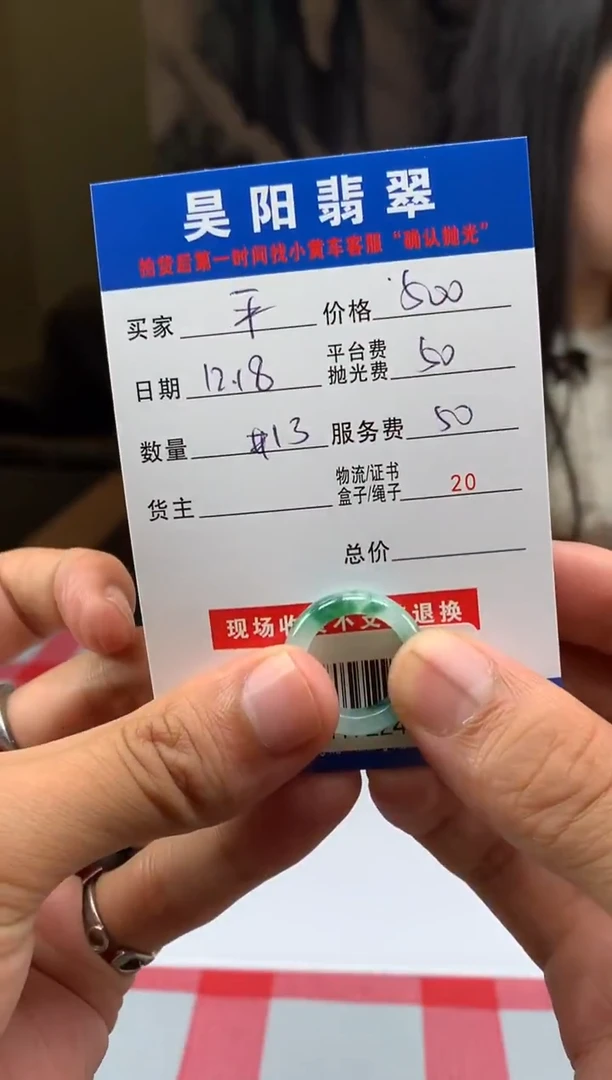 昊阳翡翠
拍货后第一时间找小黄车客服“确认抛光”
买家 价格 500
日期 12.18 平台费 抛光费 50
数量 #13 服务费 50
货主 物流/证书 盒子/绳子 20
总价
现场收 不支 退换